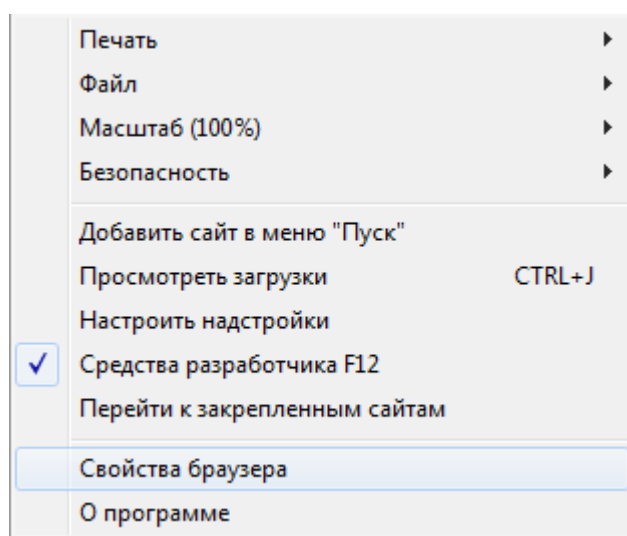 Печать
Файл
Масштаб (100%)
Безопасность
Добавить сайт в меню "Пуск"
Просмотреть загрузки CTRL+J
Настроить надстройки
Средства разработчика F12
Перейти к закрепленным сайтам
Свойства браузера
О программе